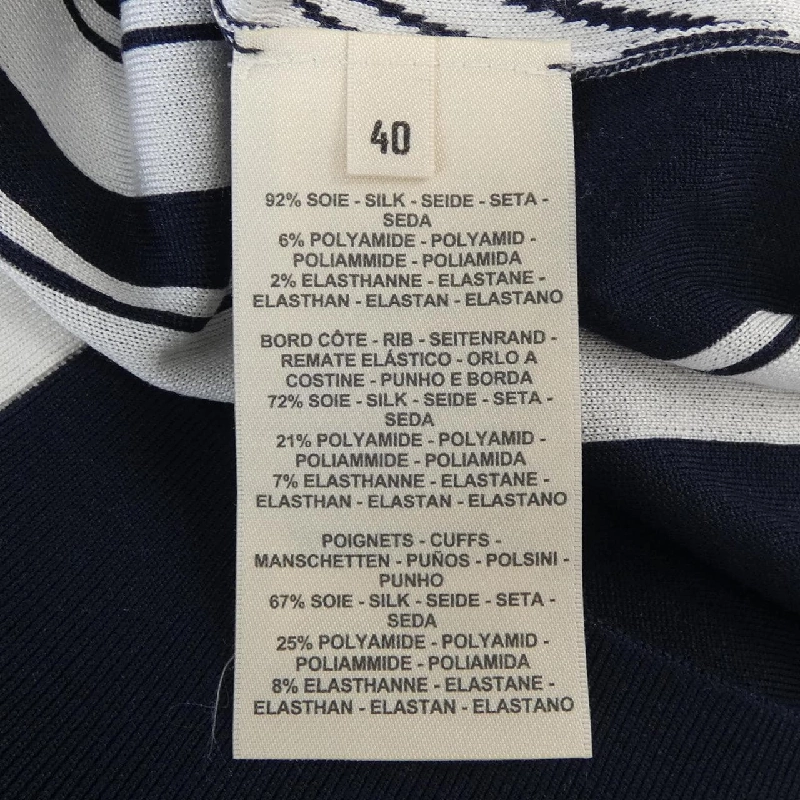 40
92% SOIE - SILK - SEIDE - SETA -
SEDA
6% POLYAMIDE - POLYAMID -
POLIAMMIDE - POLIAMIDA
2% ELASTHANNE - ELASTANE -
ELASTHAN - ELASTAN - ELASTANO
BORD CÔTE - RIB - SEITENRAND -
REMATE ELÁSTICO - ORLO A
COSTINE - PUNHO E BORDA
72% SOIE - SILK - SEIDE - SETA -
SEDA
21% POLYAMIDE - POLYAMID -
POLIAMMIDE - POLIAMIDA
7% ELASTHANNE - ELASTANE -
ELASTHAN - ELASTAN - ELASTANO
POIGNETS - CUFFS -
MANSCHETTEN - PUÑOS - POLSINI -
PUNHO
67% SOIE - SILK - SEIDE - SETA -
SEDA
25% POLYAMIDE - POLYAMID -
POLIAMMIDE - POLIAMIDA
8% ELASTHANNE - ELASTANE -
ELASTHAN - ELASTAN - ELASTANO